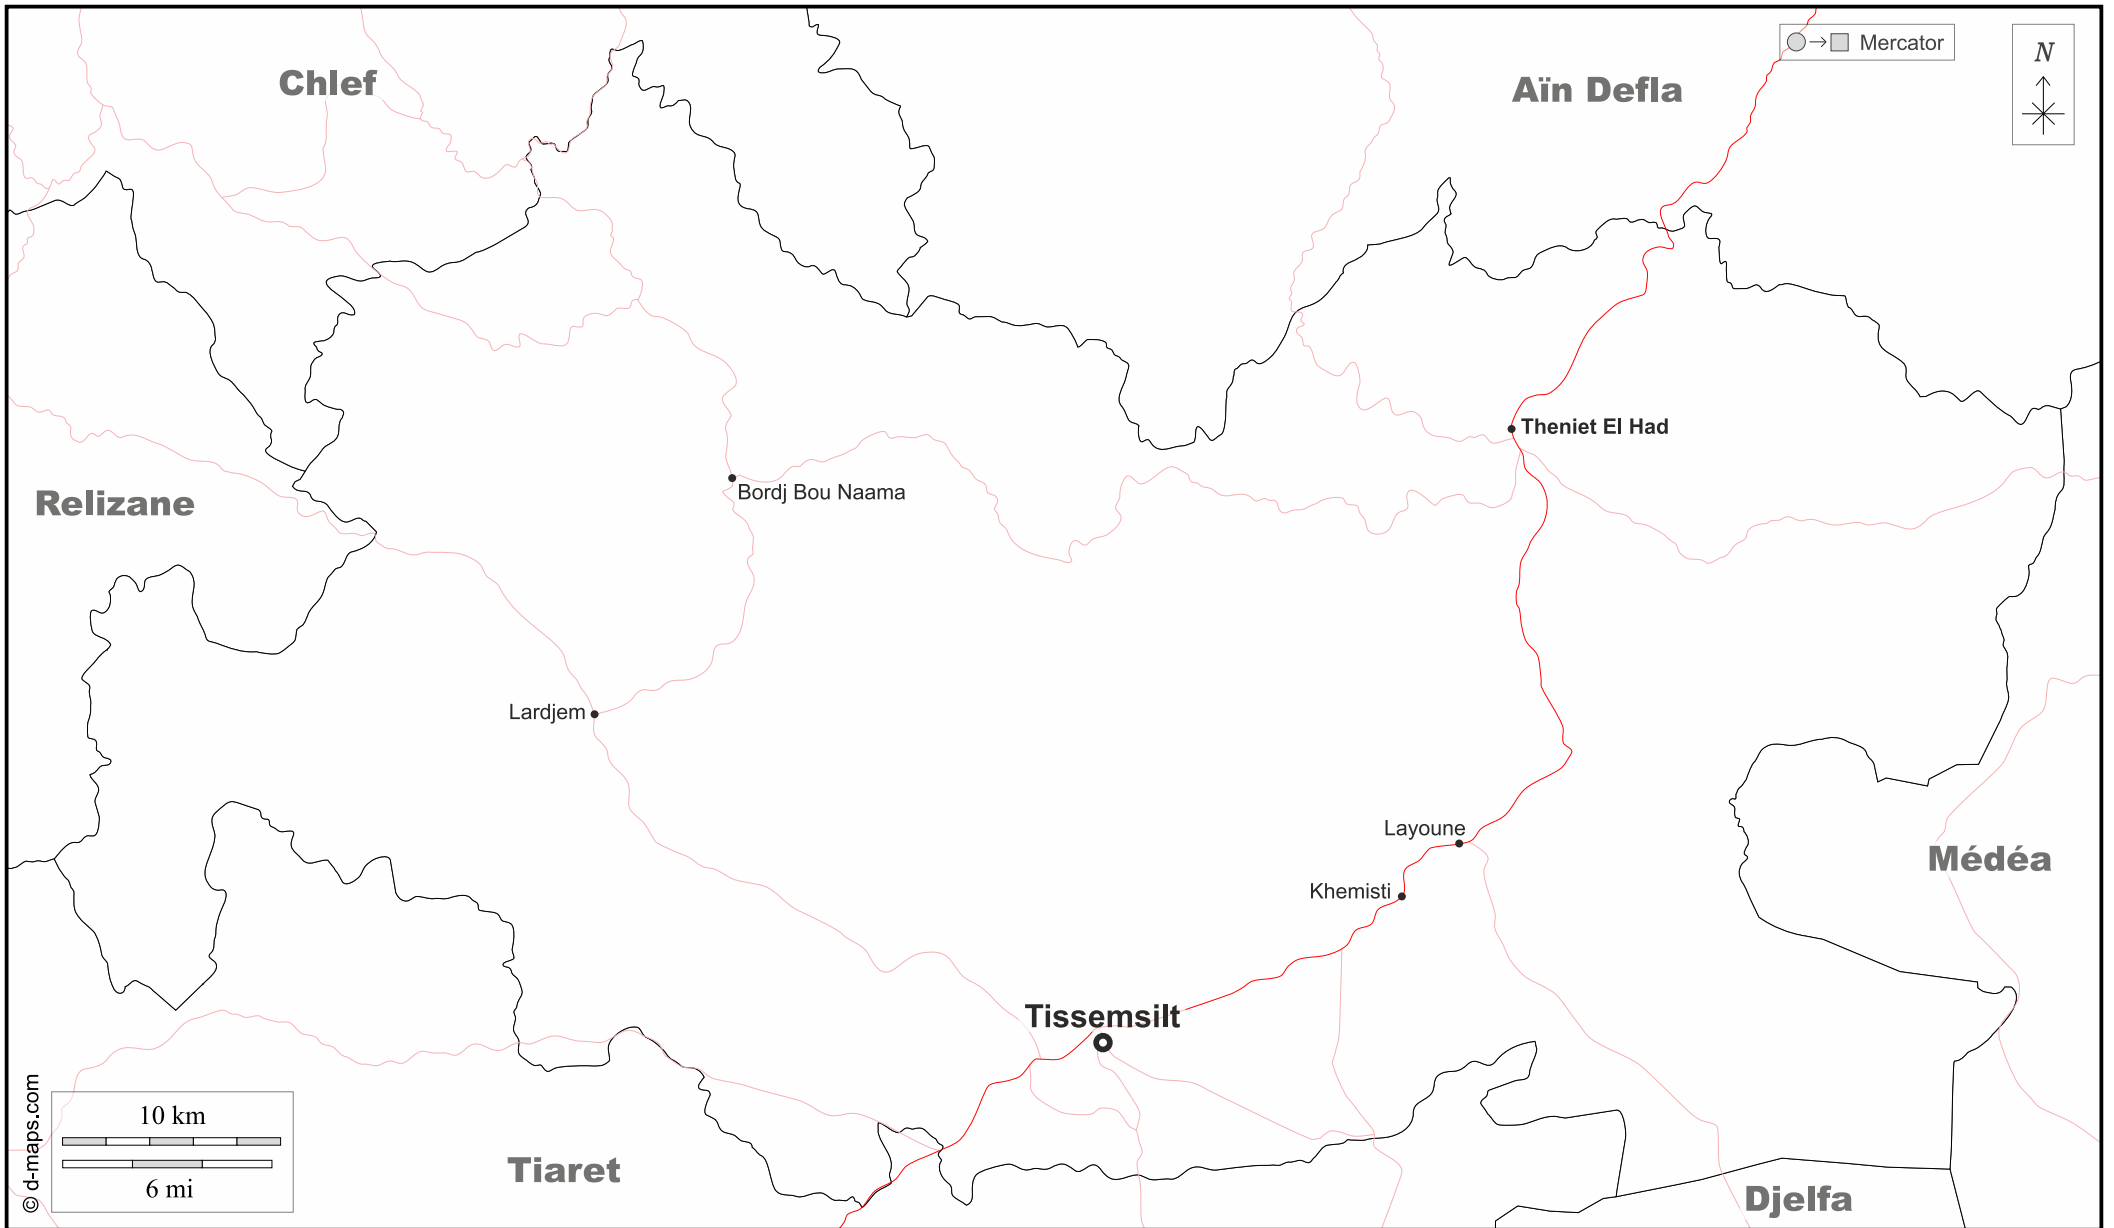 Chlef
Aïn Defla
Mercator
N
Theniet El Had
Relizane
Bordj Bou Naama
Lardjem
Layoune
Médéa
Khemisti
Tissemsilt
10 km
6 mi
© d-maps.com
Tiaret
Djelfa